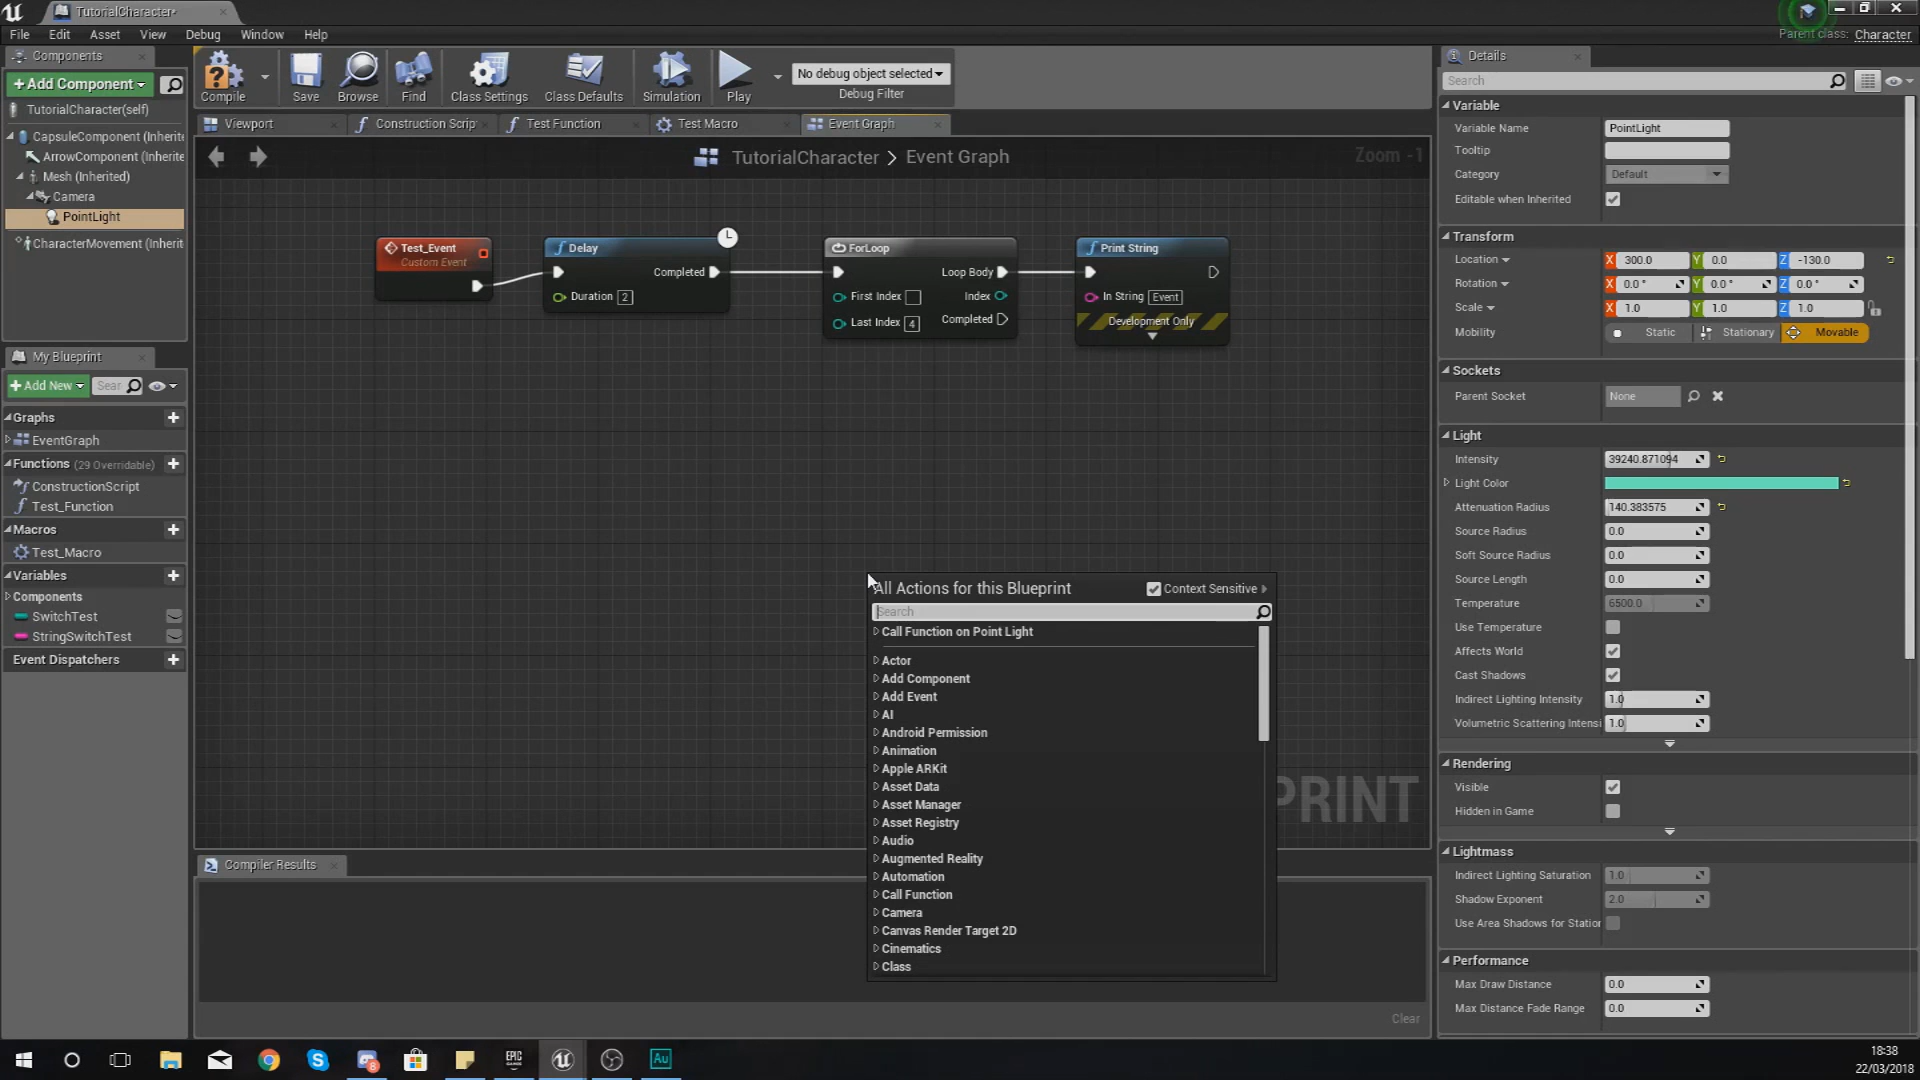 TutorialCharacter*
File Edit Asset View Debug Window Help
Parent class: Character
Components
+Add Component
TutorialCharacter(self)
CapsuleComponent (Inherite
ArrowComponent (Inherite
Mesh (Inherited)
Camera
PointLight
CharacterMovement (Inherit
Compile Save Browse Find Class Settings Class Defaults Simulation Play
No debug object selected
Debug Filter
Viewport Construction Scrip Test Function Test Macro Event Graph
TutorialCharacter > Event Graph
Zoom -1
Test_Event
Custom Event
Delay
Completed
Duration 2
ForLoop
Loop Body
First Index Index
Last Index 4 Completed
Print String
In String Event
Development Only
My Blueprint
+Add New Sear
Graphs
EventGraph
Functions (29 Overridable)
ConstructionScript
Test_Function
Macros
Test_Macro
Variables
Components
SwitchTest
StringSwitchTest
Event Dispatchers
All Actions for this Blueprint Context Sensitive
Search
Call Function on Point Light
Actor
Add Component
Add Event
AI
Android Permission
Animation
Apple ARKit
Asset Data
Asset Manager
Asset Registry
Audio
Augmented Reality
Automation
Call Function
Camera
Canvas Render Target 2D
Cinematics
Class
PRINT
Compiler Results
Clear
Details
Search
Variable
Variable Name PointLight
Tooltip
Category Default
Editable when Inherited
Transform
Location X 300.0 Y 0.0 Z -130.0
Rotation X 0.0 ° Y 0.0 ° Z 0.0 °
Scale X 1.0 Y 1.0 Z 1.0
Mobility Static Stationary Movable
Sockets
Parent Socket None
Light
Intensity 39240.871094
Light Color
Attenuation Radius 140.383575
Source Radius 0.0
Soft Source Radius 0.0
Source Length 0.0
Temperature 6500.0
Use Temperature
Affects World
Cast Shadows
Indirect Lighting Intensity 1.0
Volumetric Scattering Intensi 1.0
Rendering
Visible
Hidden in Game
Lightmass
Indirect Lighting Saturation 1.0
Shadow Exponent 2.0
Use Area Shadows for Station
Performance
Max Draw Distance 0.0
Max Distance Fade Range 0.0
8
EPIC GAMES
Au
18:38
22/03/2018